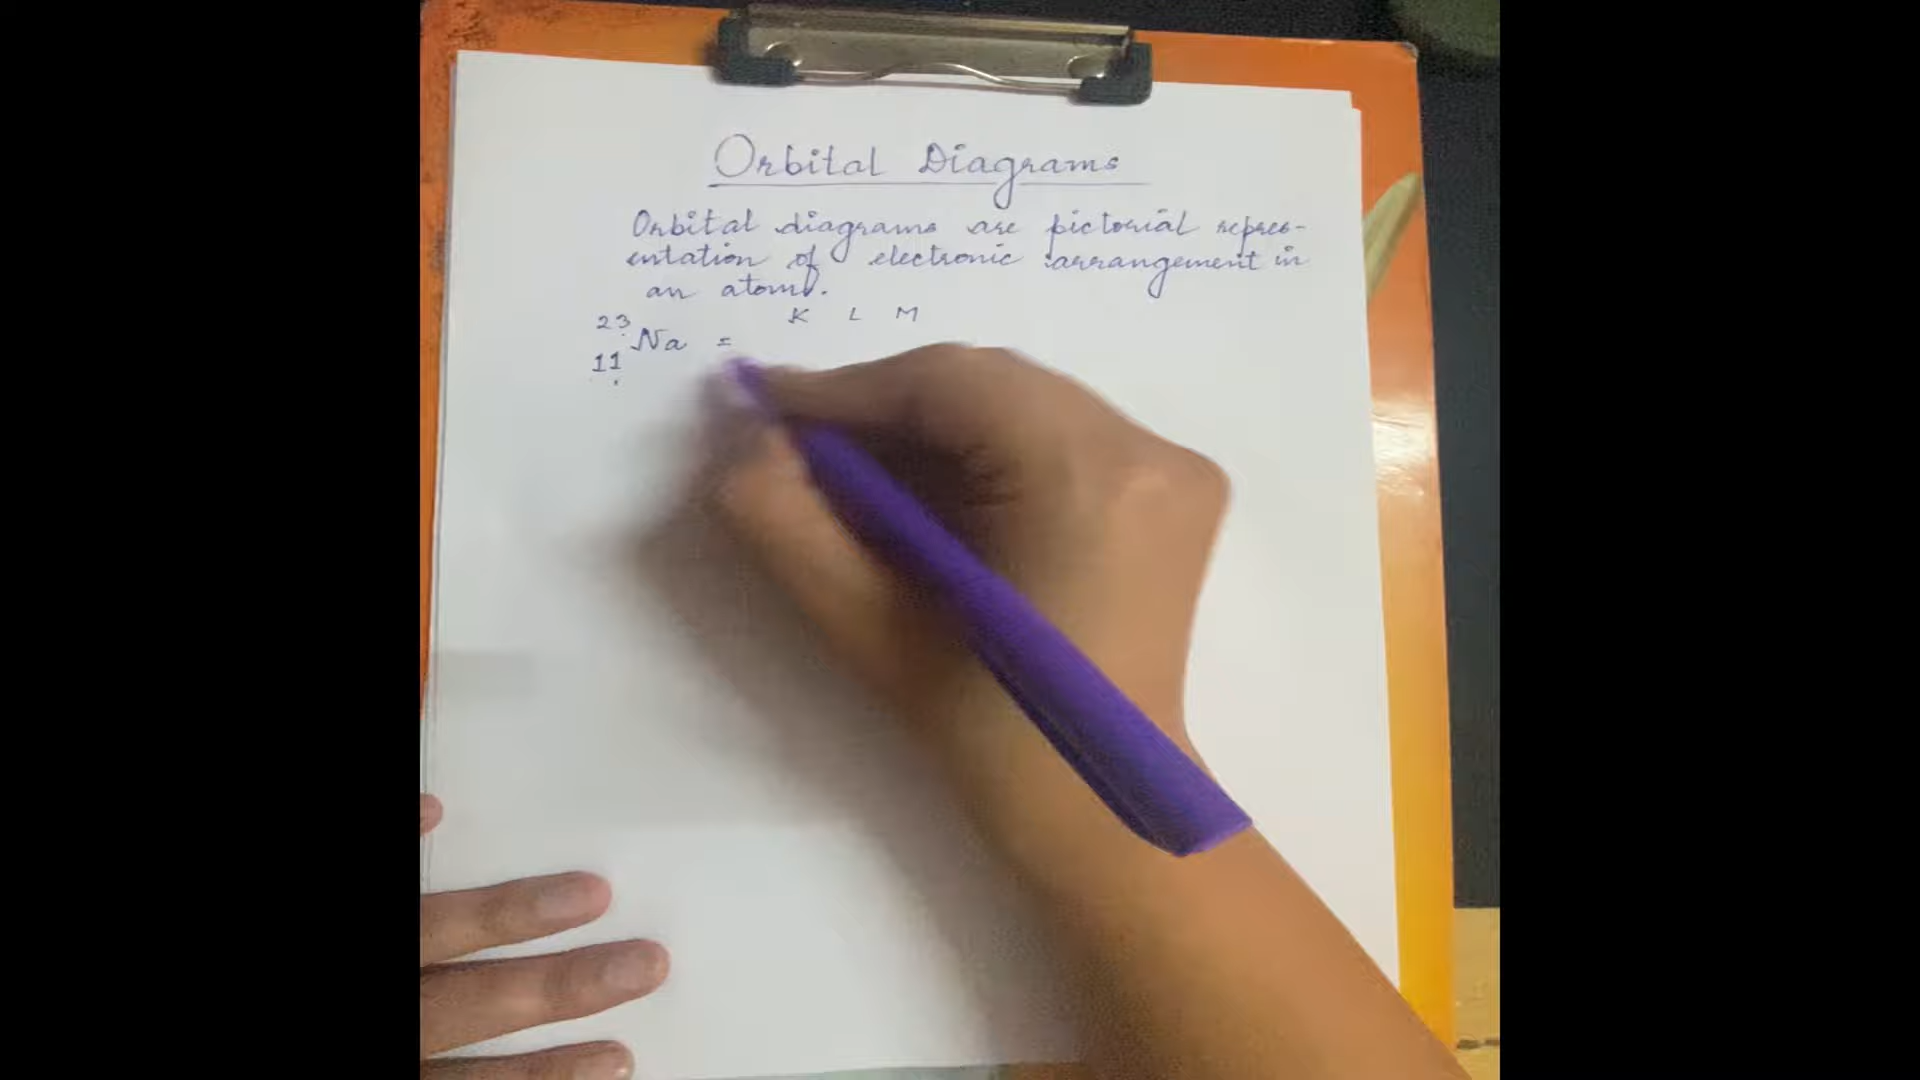 Orbital Diagrams
Orbital diagrams are pictorial repres-
entation of electronic arrangement in
an atom.
K L M
23
Na =
11